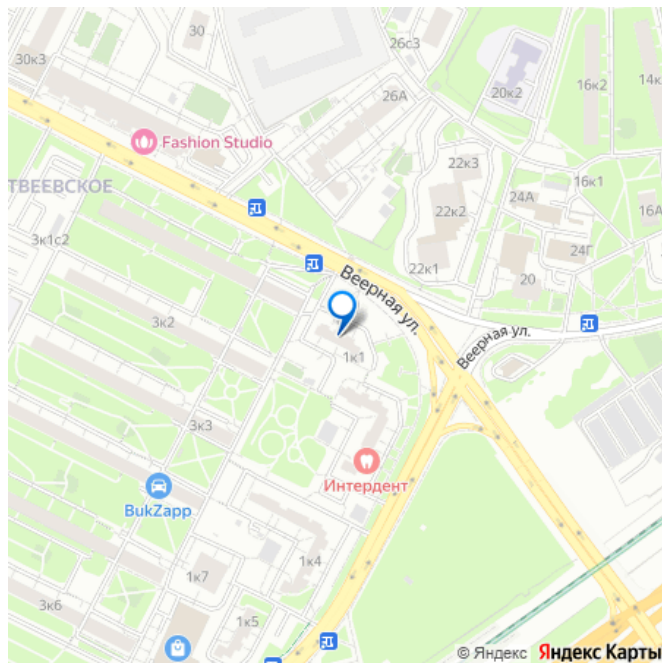 30
26с3
30к3
16к2
14к
20к2
26А
Fashion Studio
22к3
16к1
ТВЕЕВСКОЕ
24А
22к2
16А
3к1с2
24Г
22к1
20
Веерная ул.
3к2
Веерная ул.
1к1
3к3
Интердент
BukZapp
1к4
1к7
3к6
1к5
© Яндекс Яндекс Карты